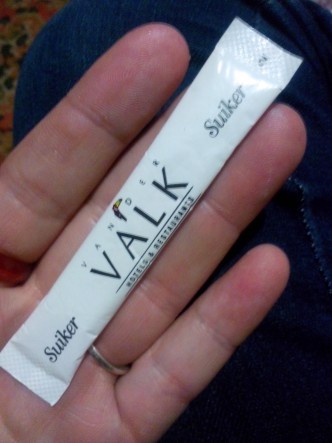 Suiker
VAN DER
VALK
HOTELS & RESTAURANTS
Suiker